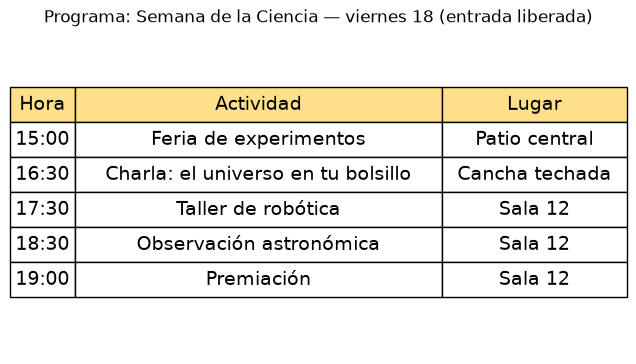 Programa: Semana de la Ciencia — viernes 18 (entrada liberada)
Hora Actividad Lugar
15:00 Feria de experimentos Patio central
16:30 Charla: el universo en tu bolsillo Cancha techada
17:30 Taller de robótica Sala 12
18:30 Observación astronómica Sala 12
19:00 Premiación Sala 12